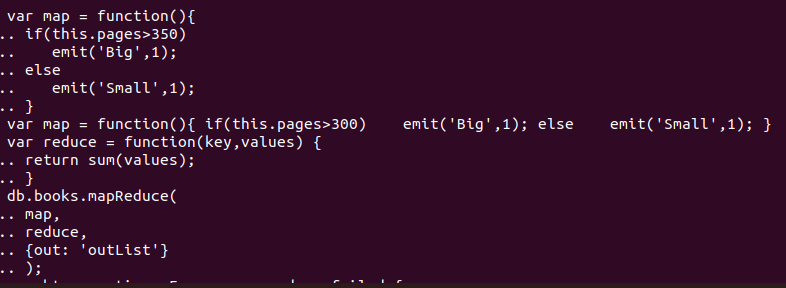 var map = function(){
.. if(this.pages>350)
..    emit('Big',1);
.. else
..    emit('Small',1);
.. }
var map = function(){ if(this.pages>300)    emit('Big',1); else    emit('Small',1); }
var reduce = function(key,values) {
.. return sum(values);
.. }
db.books.mapReduce(
.. map,
.. reduce,
.. {out: 'outList'}
.. );